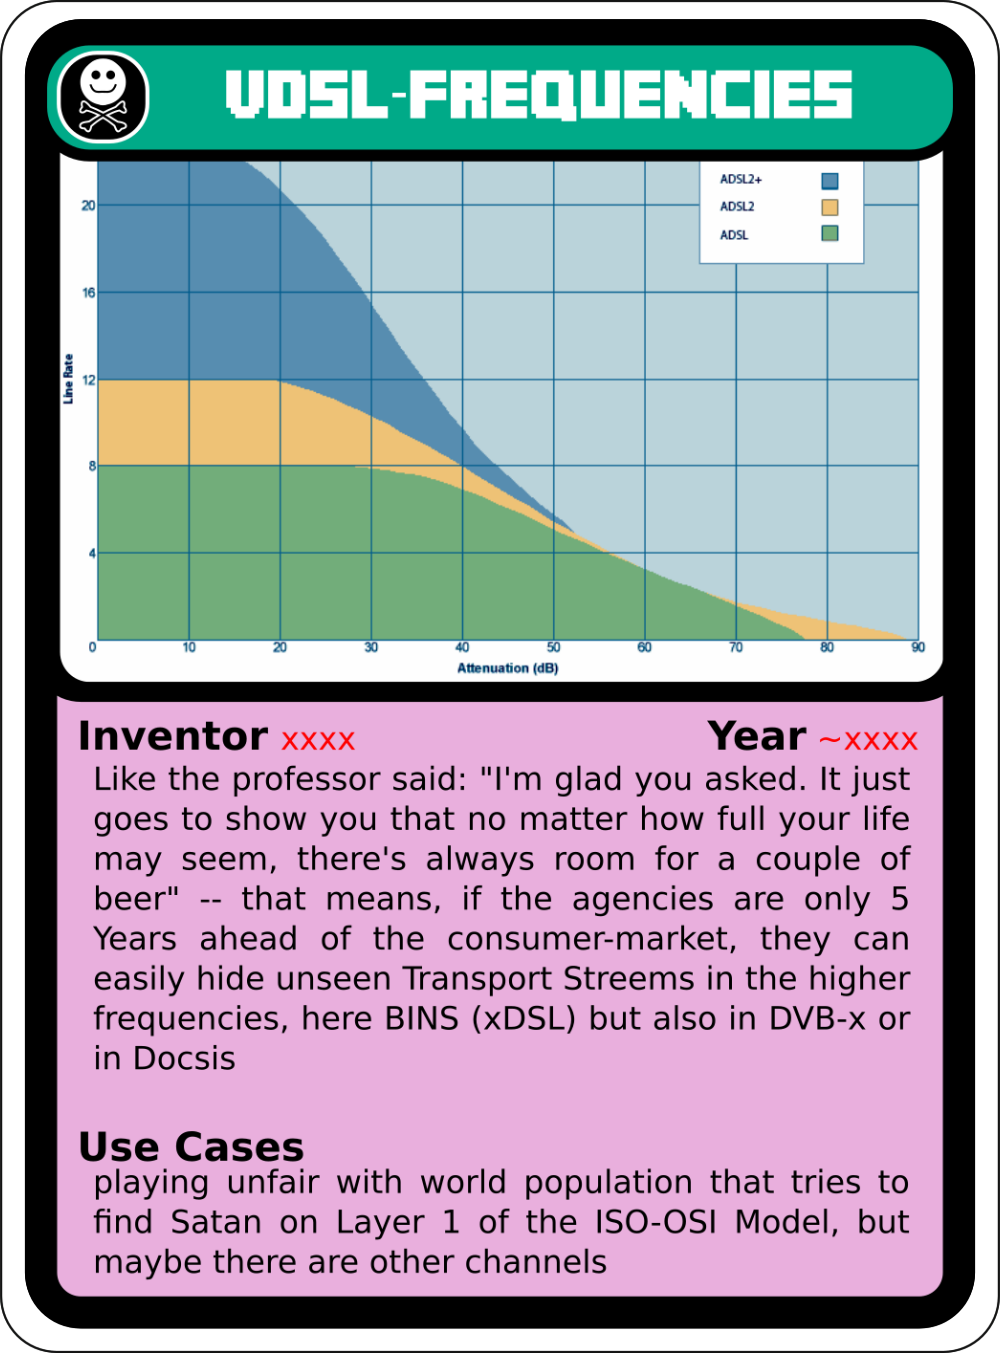 VDSL-FREQUENCIES
ADSL2+
ADSL2
ADSL
20
16
12
8
4
Line Rate
0 10 20 30 40 50 60 70 80 90
Attenuation (dB)
Inventor xxxx Year ~xxxx
Like the professor said: "I'm glad you asked. It just
goes to show you that no matter how full your life
may seem, there's always room for a couple of
beer" -- that means, if the agencies are only 5
Years ahead of the consumer-market, they can
easily hide unseen Transport Streems in the higher
frequencies, here BINS (xDSL) but also in DVB-x or
in Docsis
Use Cases
playing unfair with world population that tries to
find Satan on Layer 1 of the ISO-OSI Model, but
maybe there are other channels